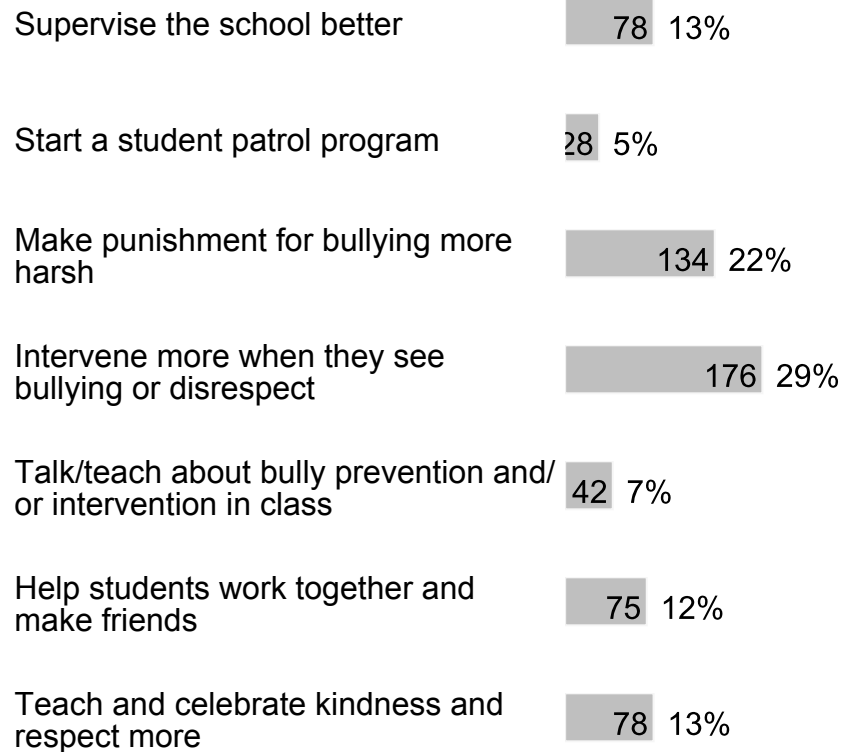 Supervise the school better 78 13%
Start a student patrol program 28 5%
Make punishment for bullying more
harsh 134 22%
Intervene more when they see
bullying or disrespect 176 29%
Talk/teach about bully prevention and/
or intervention in class 42 7%
Help students work together and
make friends 75 12%
Teach and celebrate kindness and
respect more 78 13%